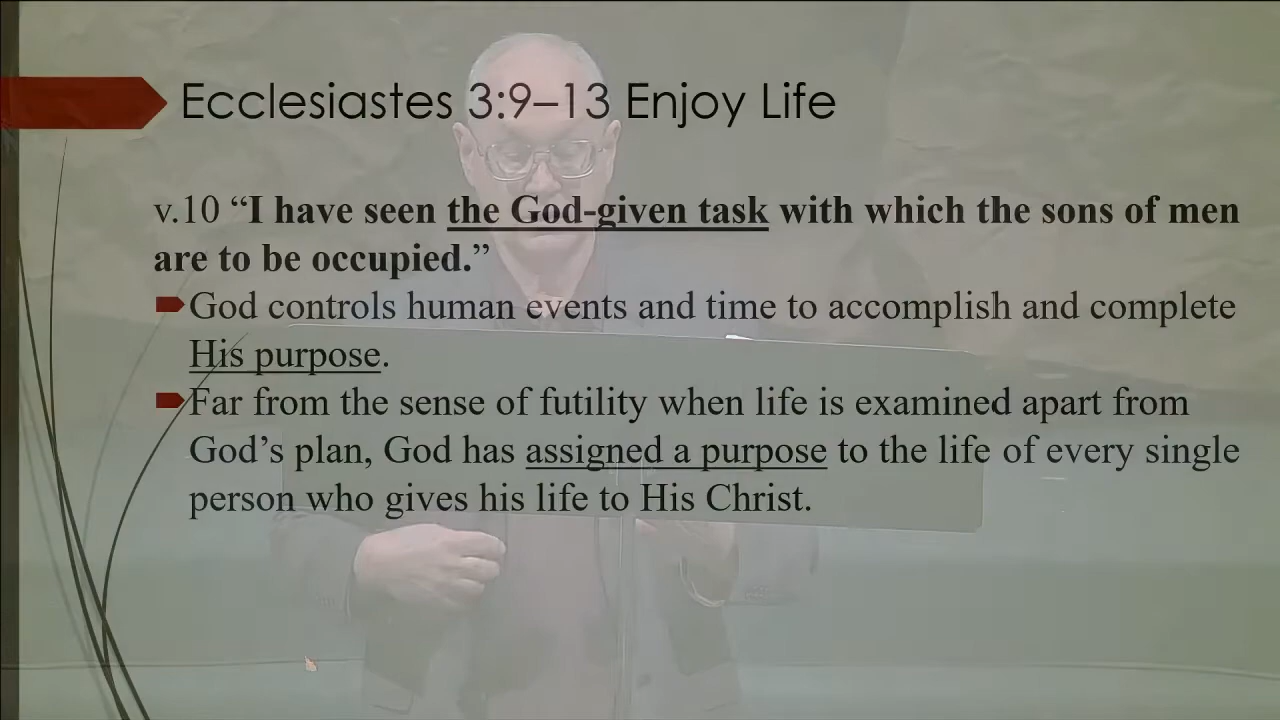 Ecclesiastes 3:9–13 Enjoy Life
v.10 “I have seen the God-given task with which the sons of men
are to be occupied.”
God controls human events and time to accomplish and complete
His purpose.
Far from the sense of futility when life is examined apart from
God’s plan, God has assigned a purpose to the life of every single
person who gives his life to His Christ.